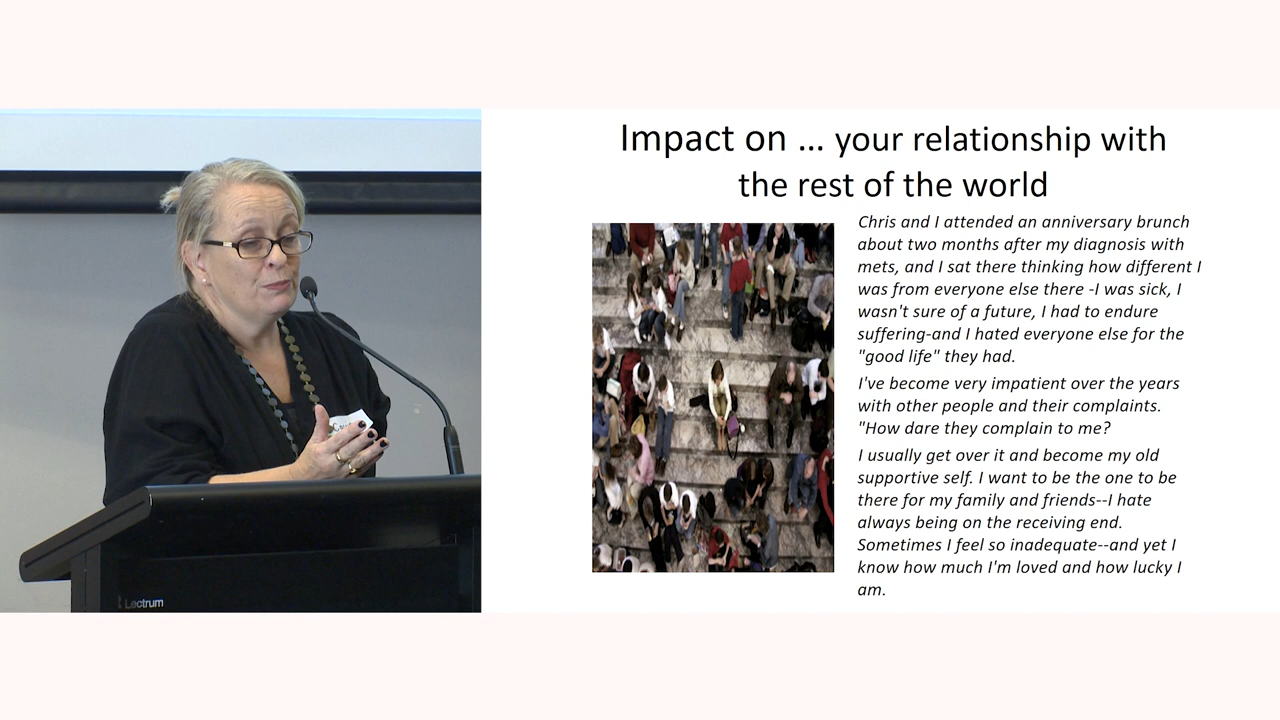 Impact on ... your relationship with
the rest of the world
Chris and I attended an anniversary brunch
about two months after my diagnosis with
mets, and I sat there thinking how different I
was from everyone else there -I was sick, I
wasn't sure of a future, I had to endure
suffering-and I hated everyone else for the
"good life" they had.
I've become very impatient over the years
with other people and their complaints.
"How dare they complain to me?
I usually get over it and become my old
supportive self. I want to be the one to be
there for my family and friends--I hate
always being on the receiving end.
Sometimes I feel so inadequate--and yet I
know how much I'm loved and how lucky I
am.
Lectrum